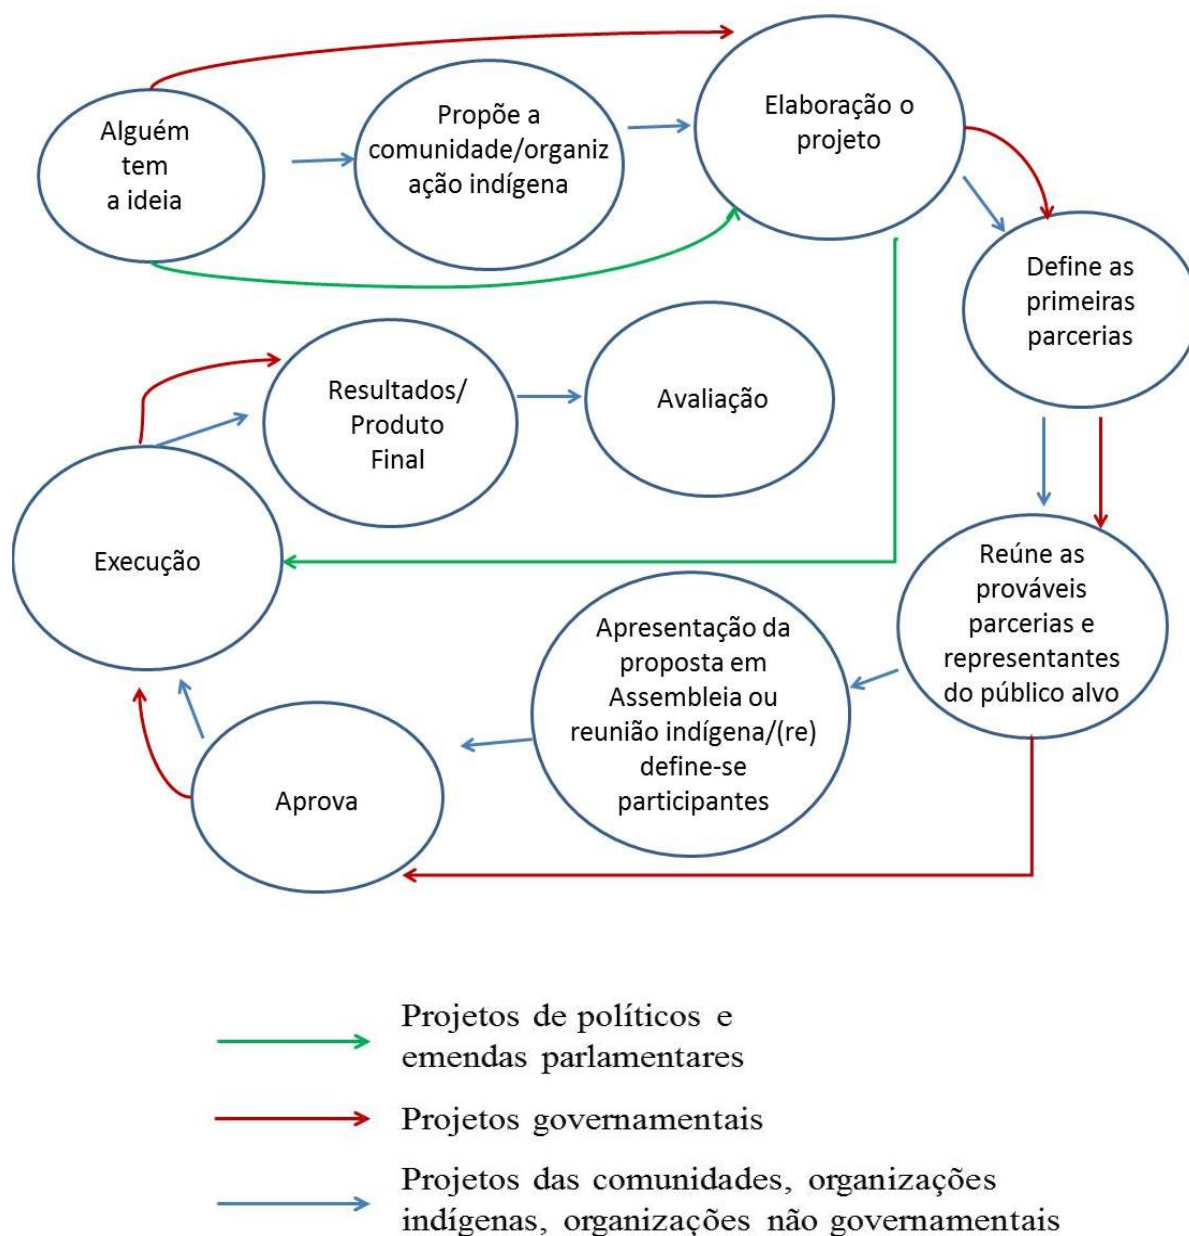 Alguém
tem
a ideia
Propõe a
comunidade/organiz
ação indígena
Elaboração o
projeto
Define as
primeiras
parcerias
Reúne as
prováveis
parcerias e
representantes
do público alvo
Apresentação da
proposta em
Assembleia ou
reunião indígena/(re)
define-se
participantes
Aprova
Execução
Resultados/
Produto
Final
Avaliação
Projetos de políticos e
emendas parlamentares
Projetos governamentais
Projetos das comunidades, organizações
indígenas, organizações não governamentais